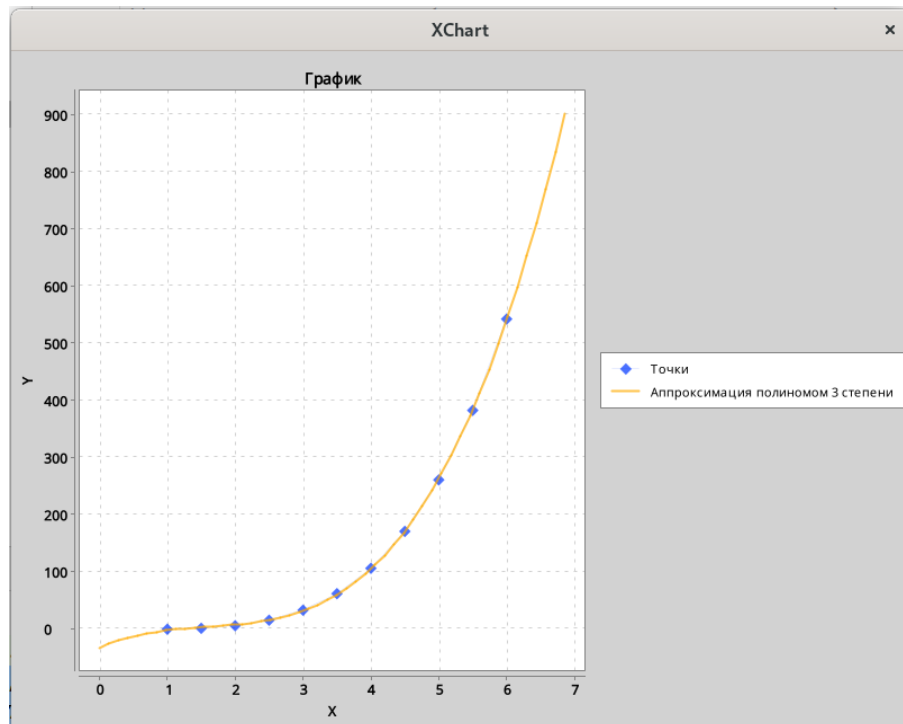 XChart
×
График
900
800
700
600
500
400
300
200
100
0
Y
0 1 2 3 4 5 6 7
X
Точки
Аппроксимация полиномом 3 степени